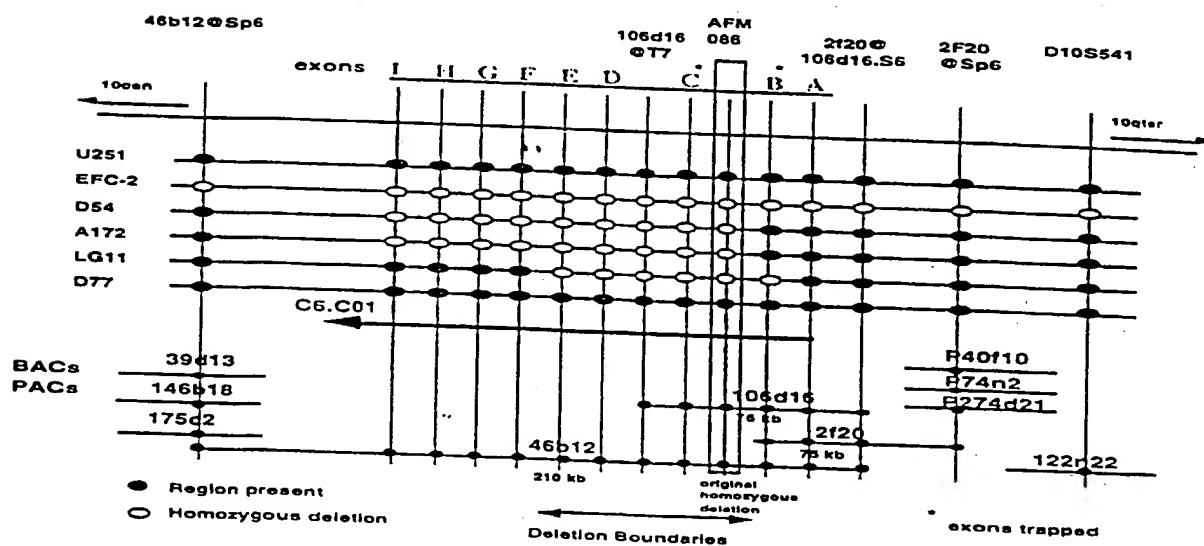 46b12@Sp6
106d16 @T7
AFM 086
2f20@ 106d16.S6
2F20 @Sp6
D10S541
exons I H G F E D C* B* A
10cen
10qter
U251
EFC-2
D54
A172
LG11
D77
C5.C01
BACs
PACs
39d13
146b18
175d2
P40f10
P74n2
P274d21
106d16
76 kb
2f20
75 kb
46b12
210 kb
122n22
original homozygous deletion
Region present
Homozygous deletion
Deletion Boundaries
* exons trapped